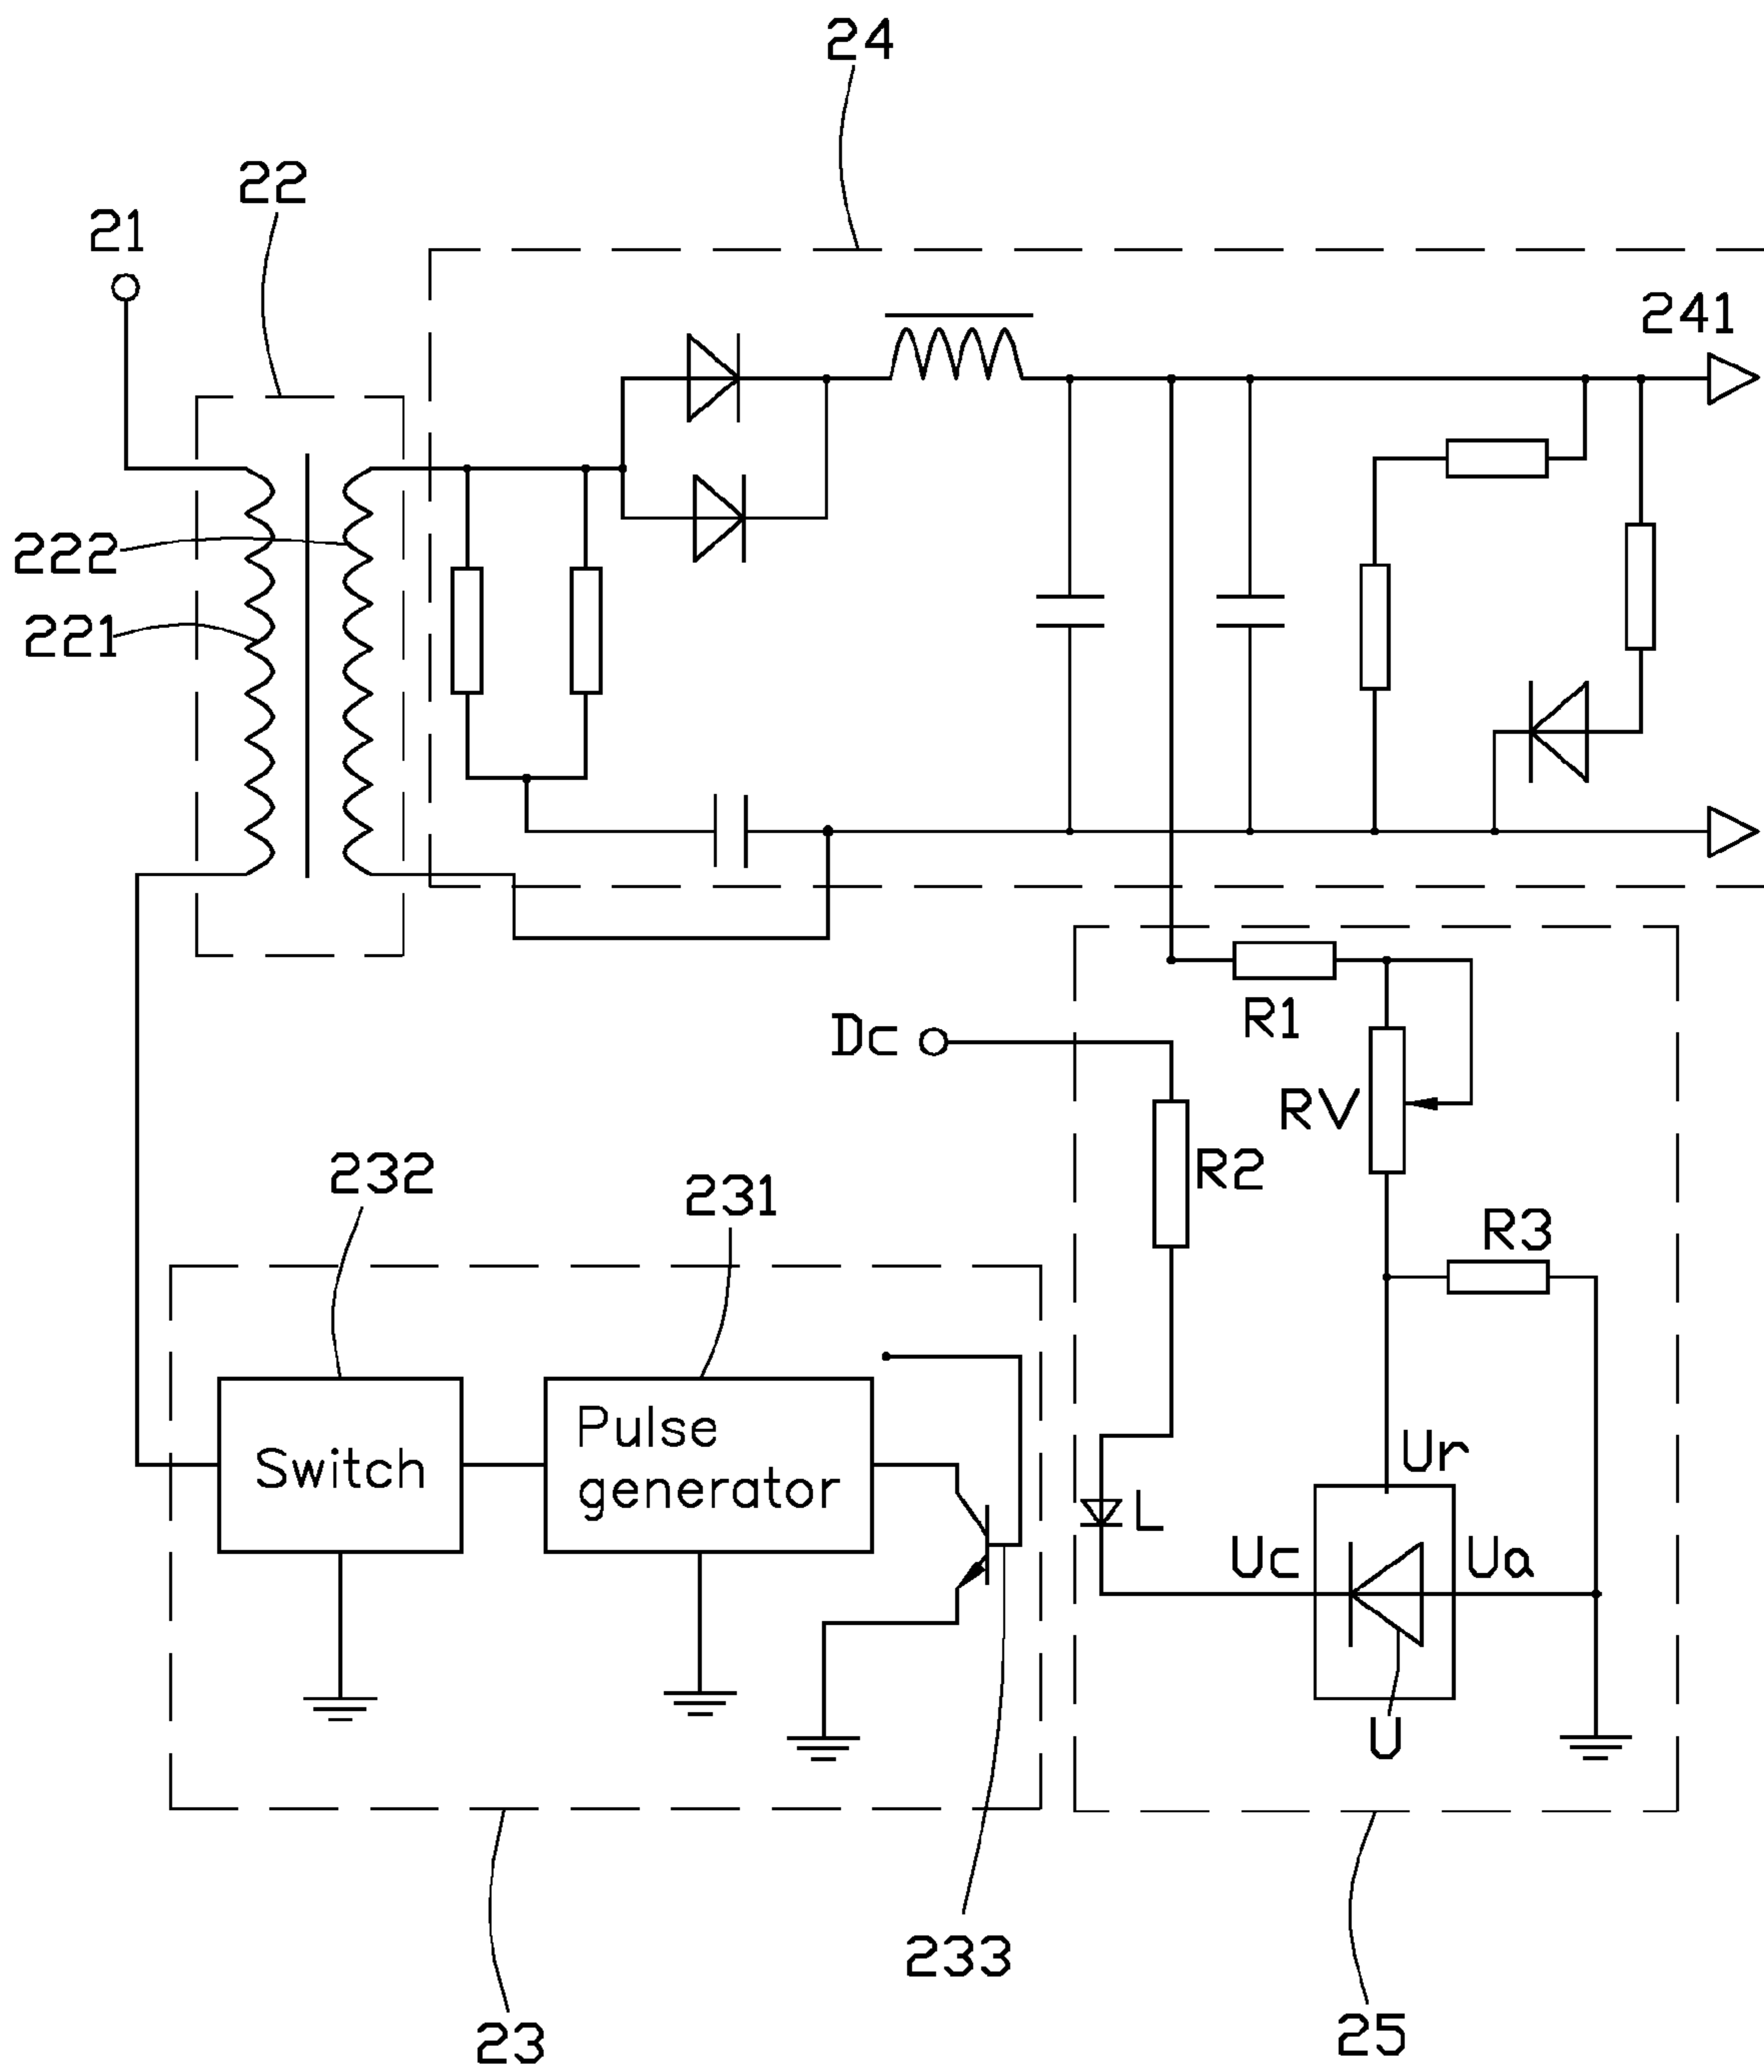 24
22
21
241
222
221
R1
Dc
RV
R2
232
231
R3
Pulse
generator
Switch
Ur
L
Uc
Ua
U
233
23
25